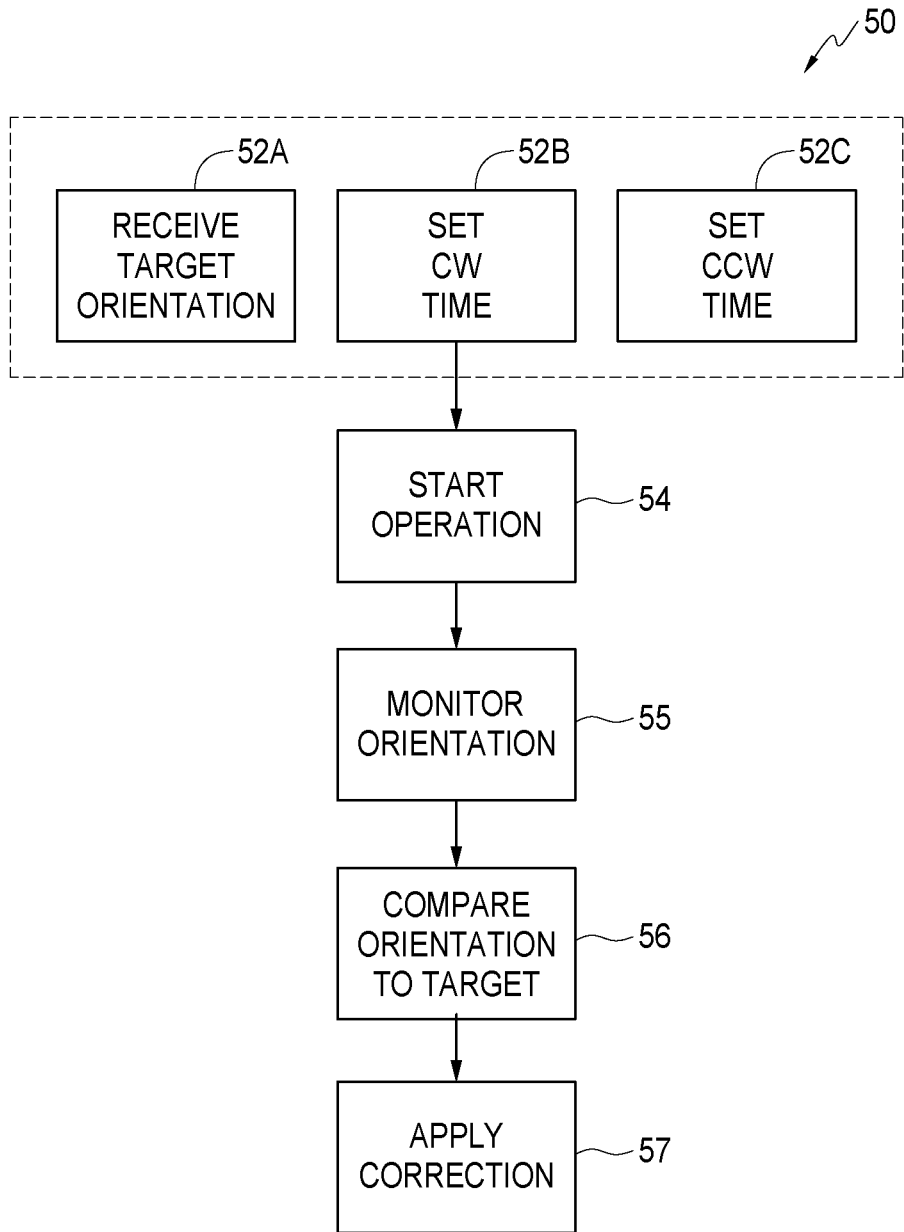 50
52A
52B
52C
RECEIVE
TARGET
ORIENTATION
SET
CW
TIME
SET
CCW
TIME
START
OPERATION
54
MONITOR
ORIENTATION
55
COMPARE
ORIENTATION
TO TARGET
56
APPLY
CORRECTION
57